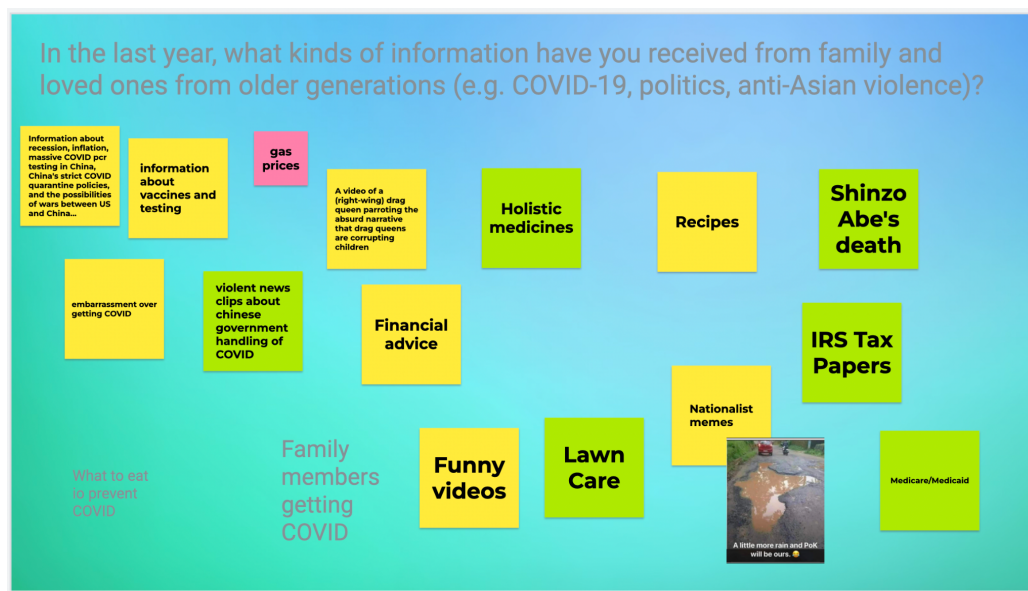 In the last year, what kinds of information have you received from family and
loved ones from older generations (e.g. COVID-19, politics, anti-Asian violence)?
Information about
recession, inflation,
massive COVID pcr
testing in China,
China's strict COVID
quarantine policies,
and the possibilities
of wars between US
and China...
information
about
vaccines and
testing
gas
prices
A video of a
(right-wing) drag
queen parroting the
absurd narrative
that drag queens
are corrupting
children
Holistic
medicines
Recipes
Shinzo
Abe's
death
embarrassment over
getting COVID
violent news
clips about
chinese
government
handling of
COVID
Financial
advice
IRS Tax
Papers
Nationalist
memes
What to eat
io prevent
COVID
Family
members
getting
COVID
Funny
videos
Lawn
Care
A little more rain and PoK
will be ours. 😂
Medicare/Medicaid